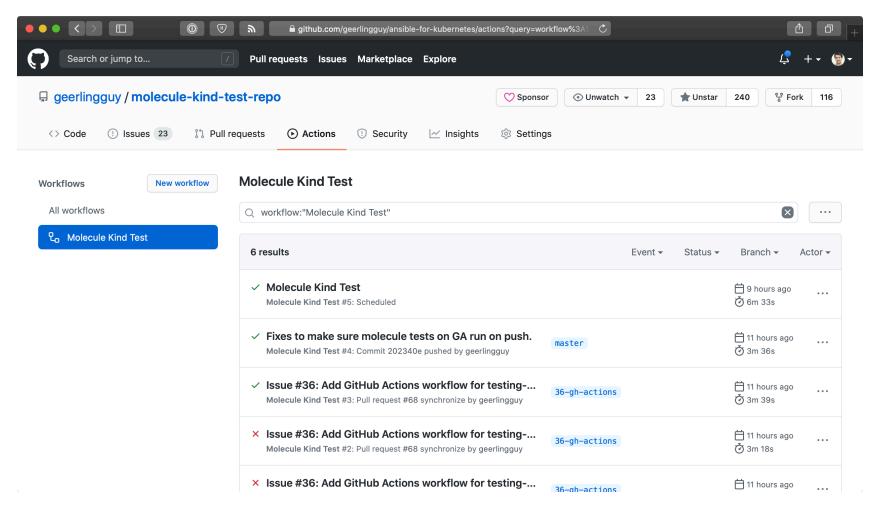 github.com/geerlingguy/ansible-for-kubernetes/actions?query=workflow%3A
Search or jump to... /
Pull requests Issues Marketplace Explore
geerlingguy / molecule-kind-test-repo
Sponsor Unwatch 23 Unstar 240 Fork 116
Code Issues 23 Pull requests Actions Security Insights Settings
Workflows New workflow
All workflows
Molecule Kind Test
Molecule Kind Test
workflow:"Molecule Kind Test"
6 results Event Status Branch Actor
Molecule Kind Test
Molecule Kind Test #5: Scheduled
9 hours ago
6m 33s
Fixes to make sure molecule tests on GA run on push.
Molecule Kind Test #4: Commit 202340e pushed by geerlingguy
master
11 hours ago
3m 36s
Issue #36: Add GitHub Actions workflow for testing-...
Molecule Kind Test #3: Pull request #68 synchronize by geerlingguy
36-gh-actions
11 hours ago
3m 39s
Issue #36: Add GitHub Actions workflow for testing-...
Molecule Kind Test #2: Pull request #68 synchronize by geerlingguy
36-gh-actions
11 hours ago
3m 18s
Issue #36: Add GitHub Actions workflow for testing-...
36-gh-actions
11 hours ago